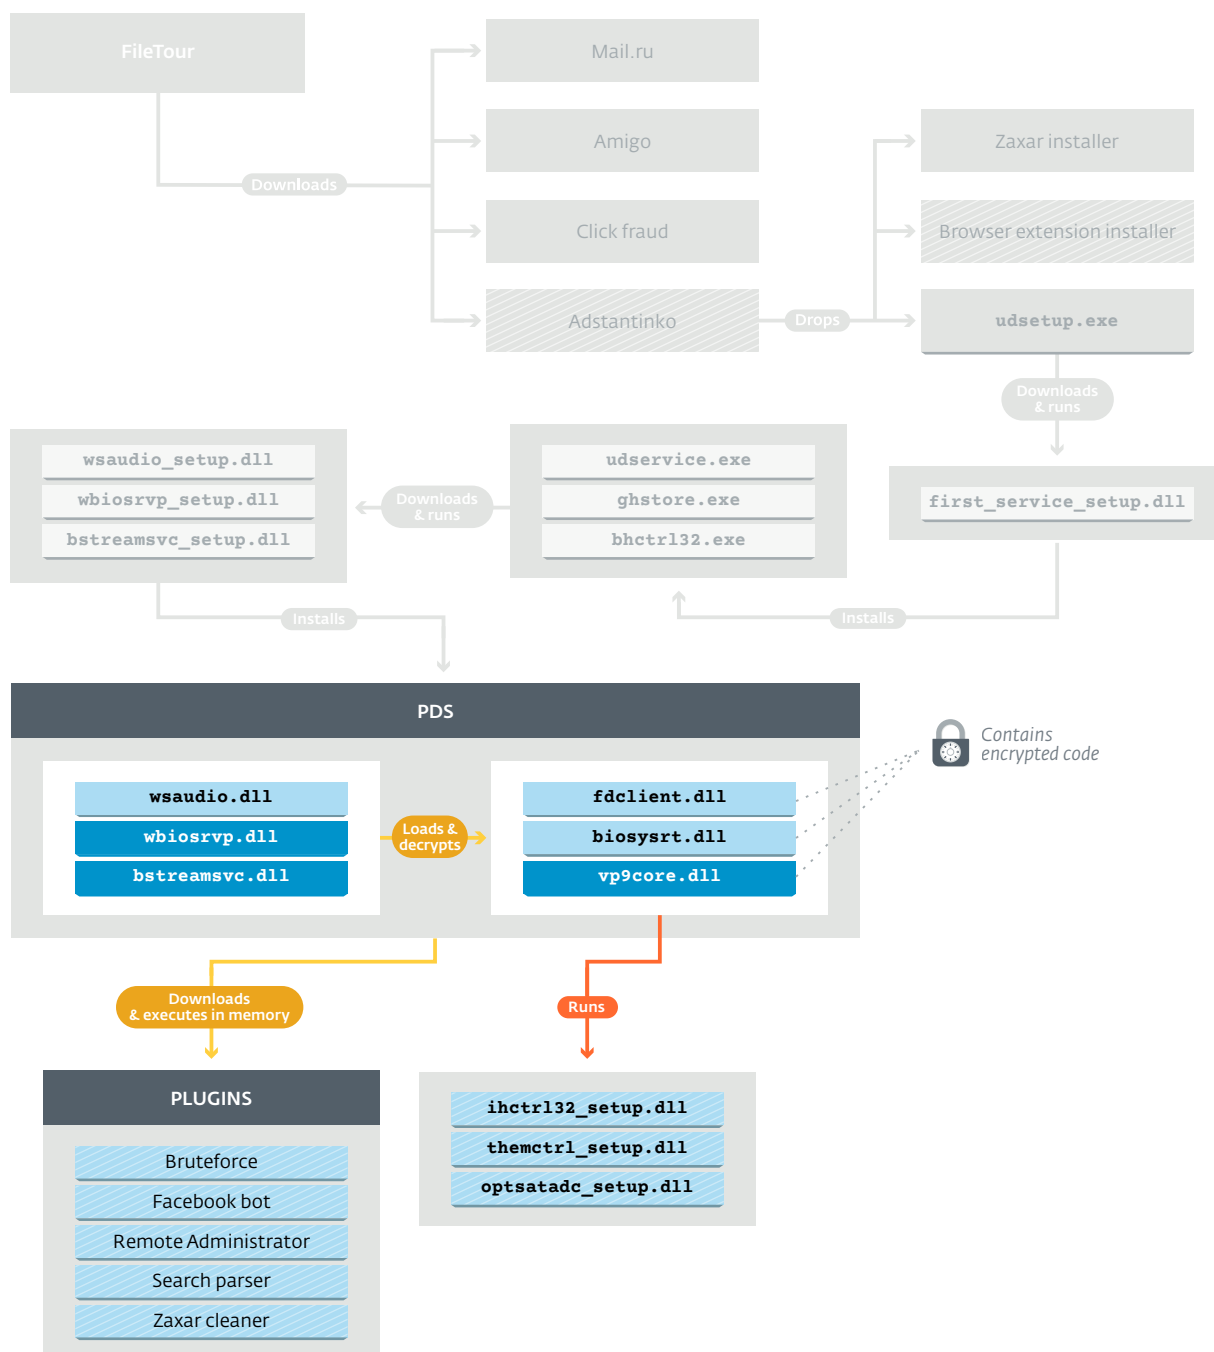 FileTour
Mail.ru
Amigo
Zaxar installer
Downloads
Click fraud
Browser extension installer
Adstantinko
Drops
udsetup.exe
Downloads
& runs
wsaudio_setup.dll
wbiosrvp_setup.dll
bstreamsvc_setup.dll
Downloads
& runs
udservice.exe
ghstore.exe
bhctrl32.exe
first_service_setup.dll
Installs
Installs
PDS
Contains
encrypted code
wsaudio.dll
wbiosrvp.dll
bstreamsvc.dll
Loads &
decrypts
fdclient.dll
biosysrt.dll
vp9core.dll
Downloads
& executes in memory
Runs
PLUGINS
Bruteforce
Facebook bot
Remote Administrator
Search parser
Zaxar cleaner
ihctrl32_setup.dll
themctrl_setup.dll
optsatadc_setup.dll